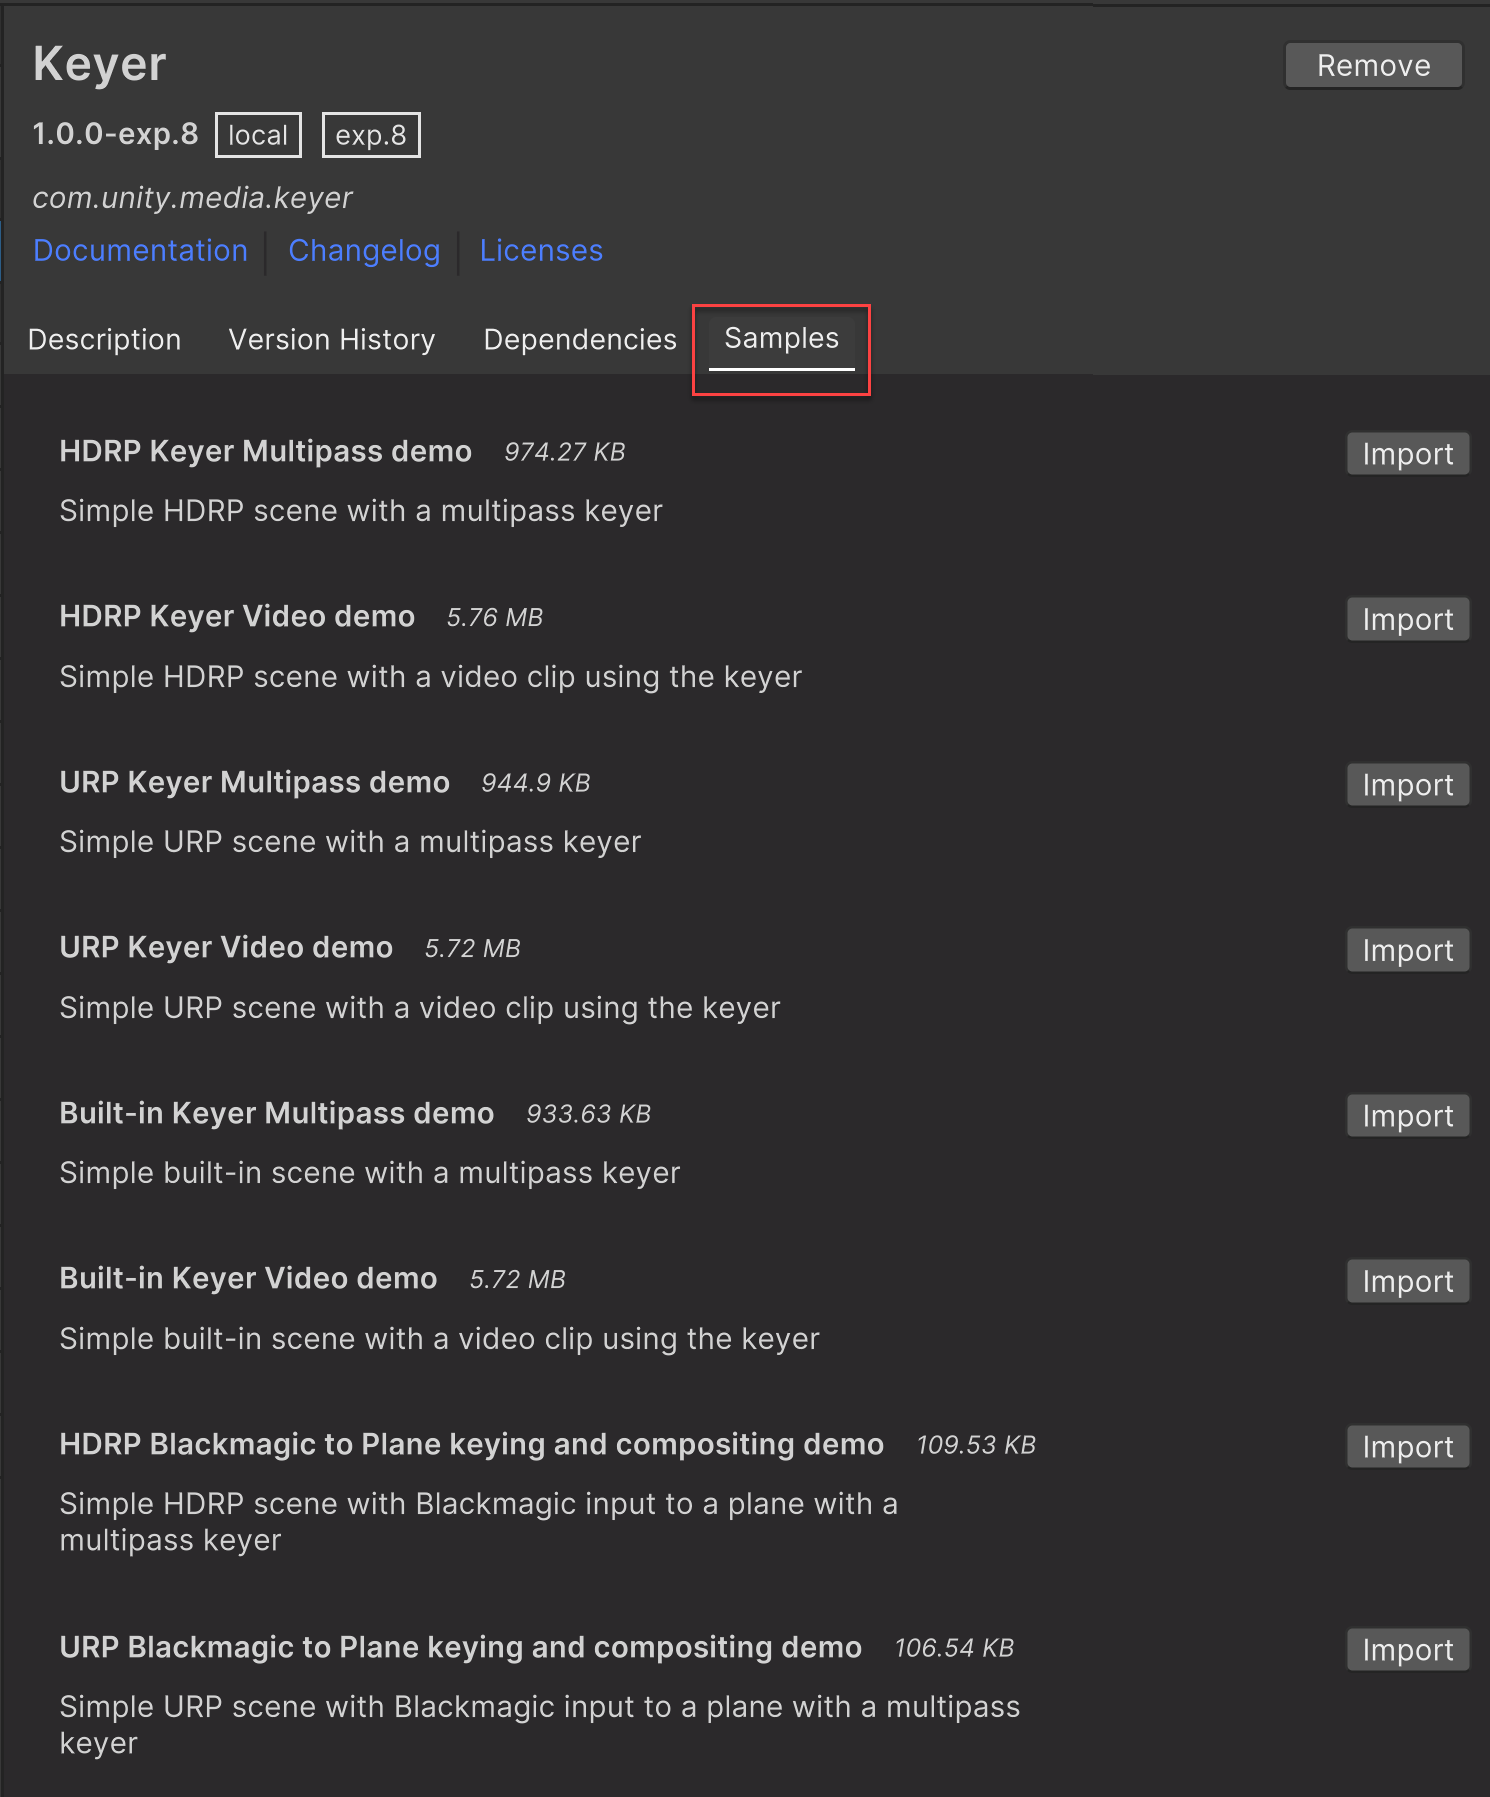 Keyer
Remove
1.0.0-exp.8 local exp.8
com.unity.media.keyer
Documentation Changelog Licenses
Description Version History Dependencies Samples
HDRP Keyer Multipass demo 974.27 KB Import
Simple HDRP scene with a multipass keyer
HDRP Keyer Video demo 5.76 MB Import
Simple HDRP scene with a video clip using the keyer
URP Keyer Multipass demo 944.9 KB Import
Simple URP scene with a multipass keyer
URP Keyer Video demo 5.72 MB Import
Simple URP scene with a video clip using the keyer
Built-in Keyer Multipass demo 933.63 KB Import
Simple built-in scene with a multipass keyer
Built-in Keyer Video demo 5.72 MB Import
Simple built-in scene with a video clip using the keyer
HDRP Blackmagic to Plane keying and compositing demo 109.53 KB Import
Simple HDRP scene with Blackmagic input to a plane with a
multipass keyer
URP Blackmagic to Plane keying and compositing demo 106.54 KB Import
Simple URP scene with Blackmagic input to a plane with a multipass
keyer